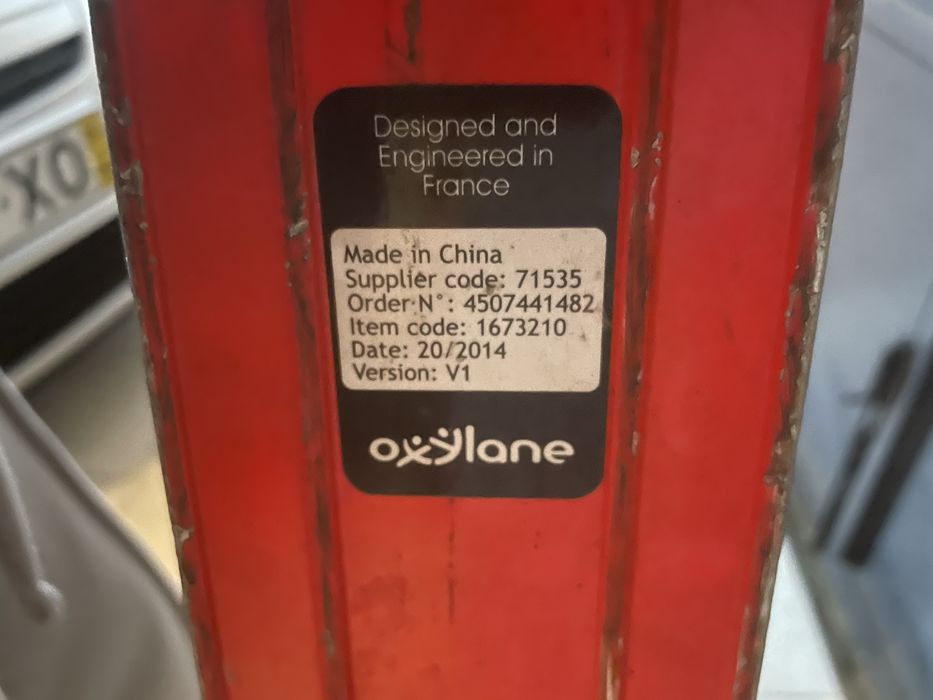 Designed and
Engineered in
France
Made in China
Supplier code: 71535
Order N°: 4507441482
Item code: 1673210
Date: 20/2014
Version: V1
oxylane
XO